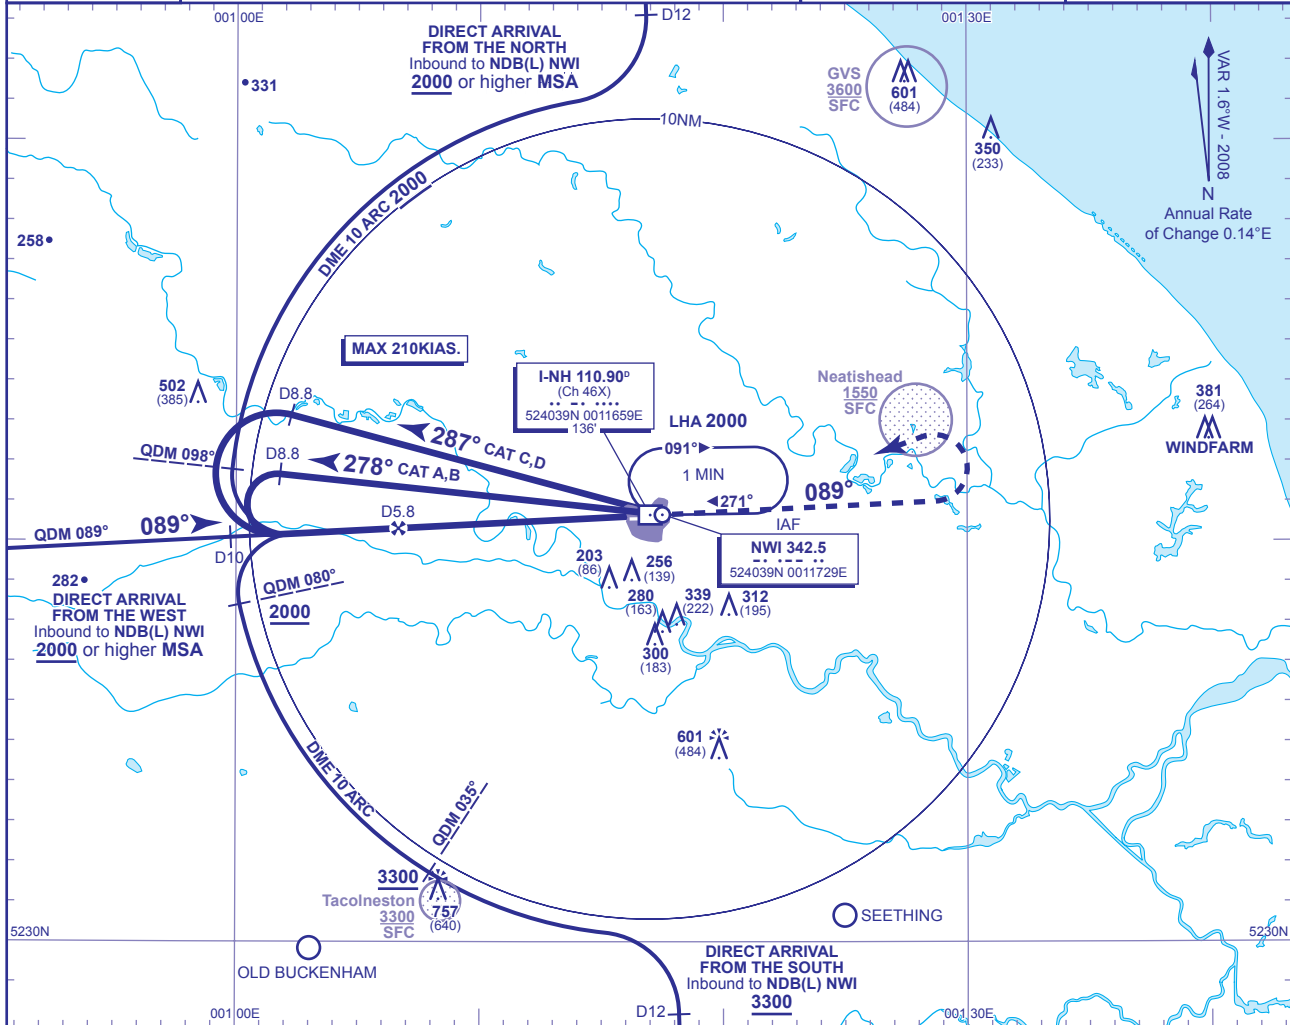 001 00E
D12
001 30E
DIRECT ARRIVAL
FROM THE NORTH
Inbound to NDB(L) NWI
2000 or higher MSA
331
GVS
3600
SFC
601
(484)
350
(233)
VAR 1.6°W - 2008
N
Annual Rate
of Change 0.14°E
10NM
DME 10 ARC 2000
258
MAX 210KIAS.
I-NH 110.90D
(Ch 46X)
524039N 0011659E
136'
Neatishead
1550
SFC
502
(385)
D8.8
381
(264)
WINDFARM
LHA 2000
287° CAT C,D
091°
QDM 098°
D8.8
278° CAT A,B
1 MIN
089°
271°
D5.8
QDM 089°
089°
IAF
D10
NWI 342.5
524039N 0011729E
203
(86)
256
(139)
282
QDM 080°
280
(163)
339
(222)
312
(195)
2000
DIRECT ARRIVAL
FROM THE WEST
Inbound to NDB(L) NWI
2000 or higher MSA
300
(183)
601
(484)
DME 10 ARC
QDM 035°
3300
Tacolneston
3300
SFC
757
(640)
SEETHING
5230N
5230N
OLD BUCKENHAM
DIRECT ARRIVAL
FROM THE SOUTH
Inbound to NDB(L) NWI
3300
001 00E
D12
001 30E